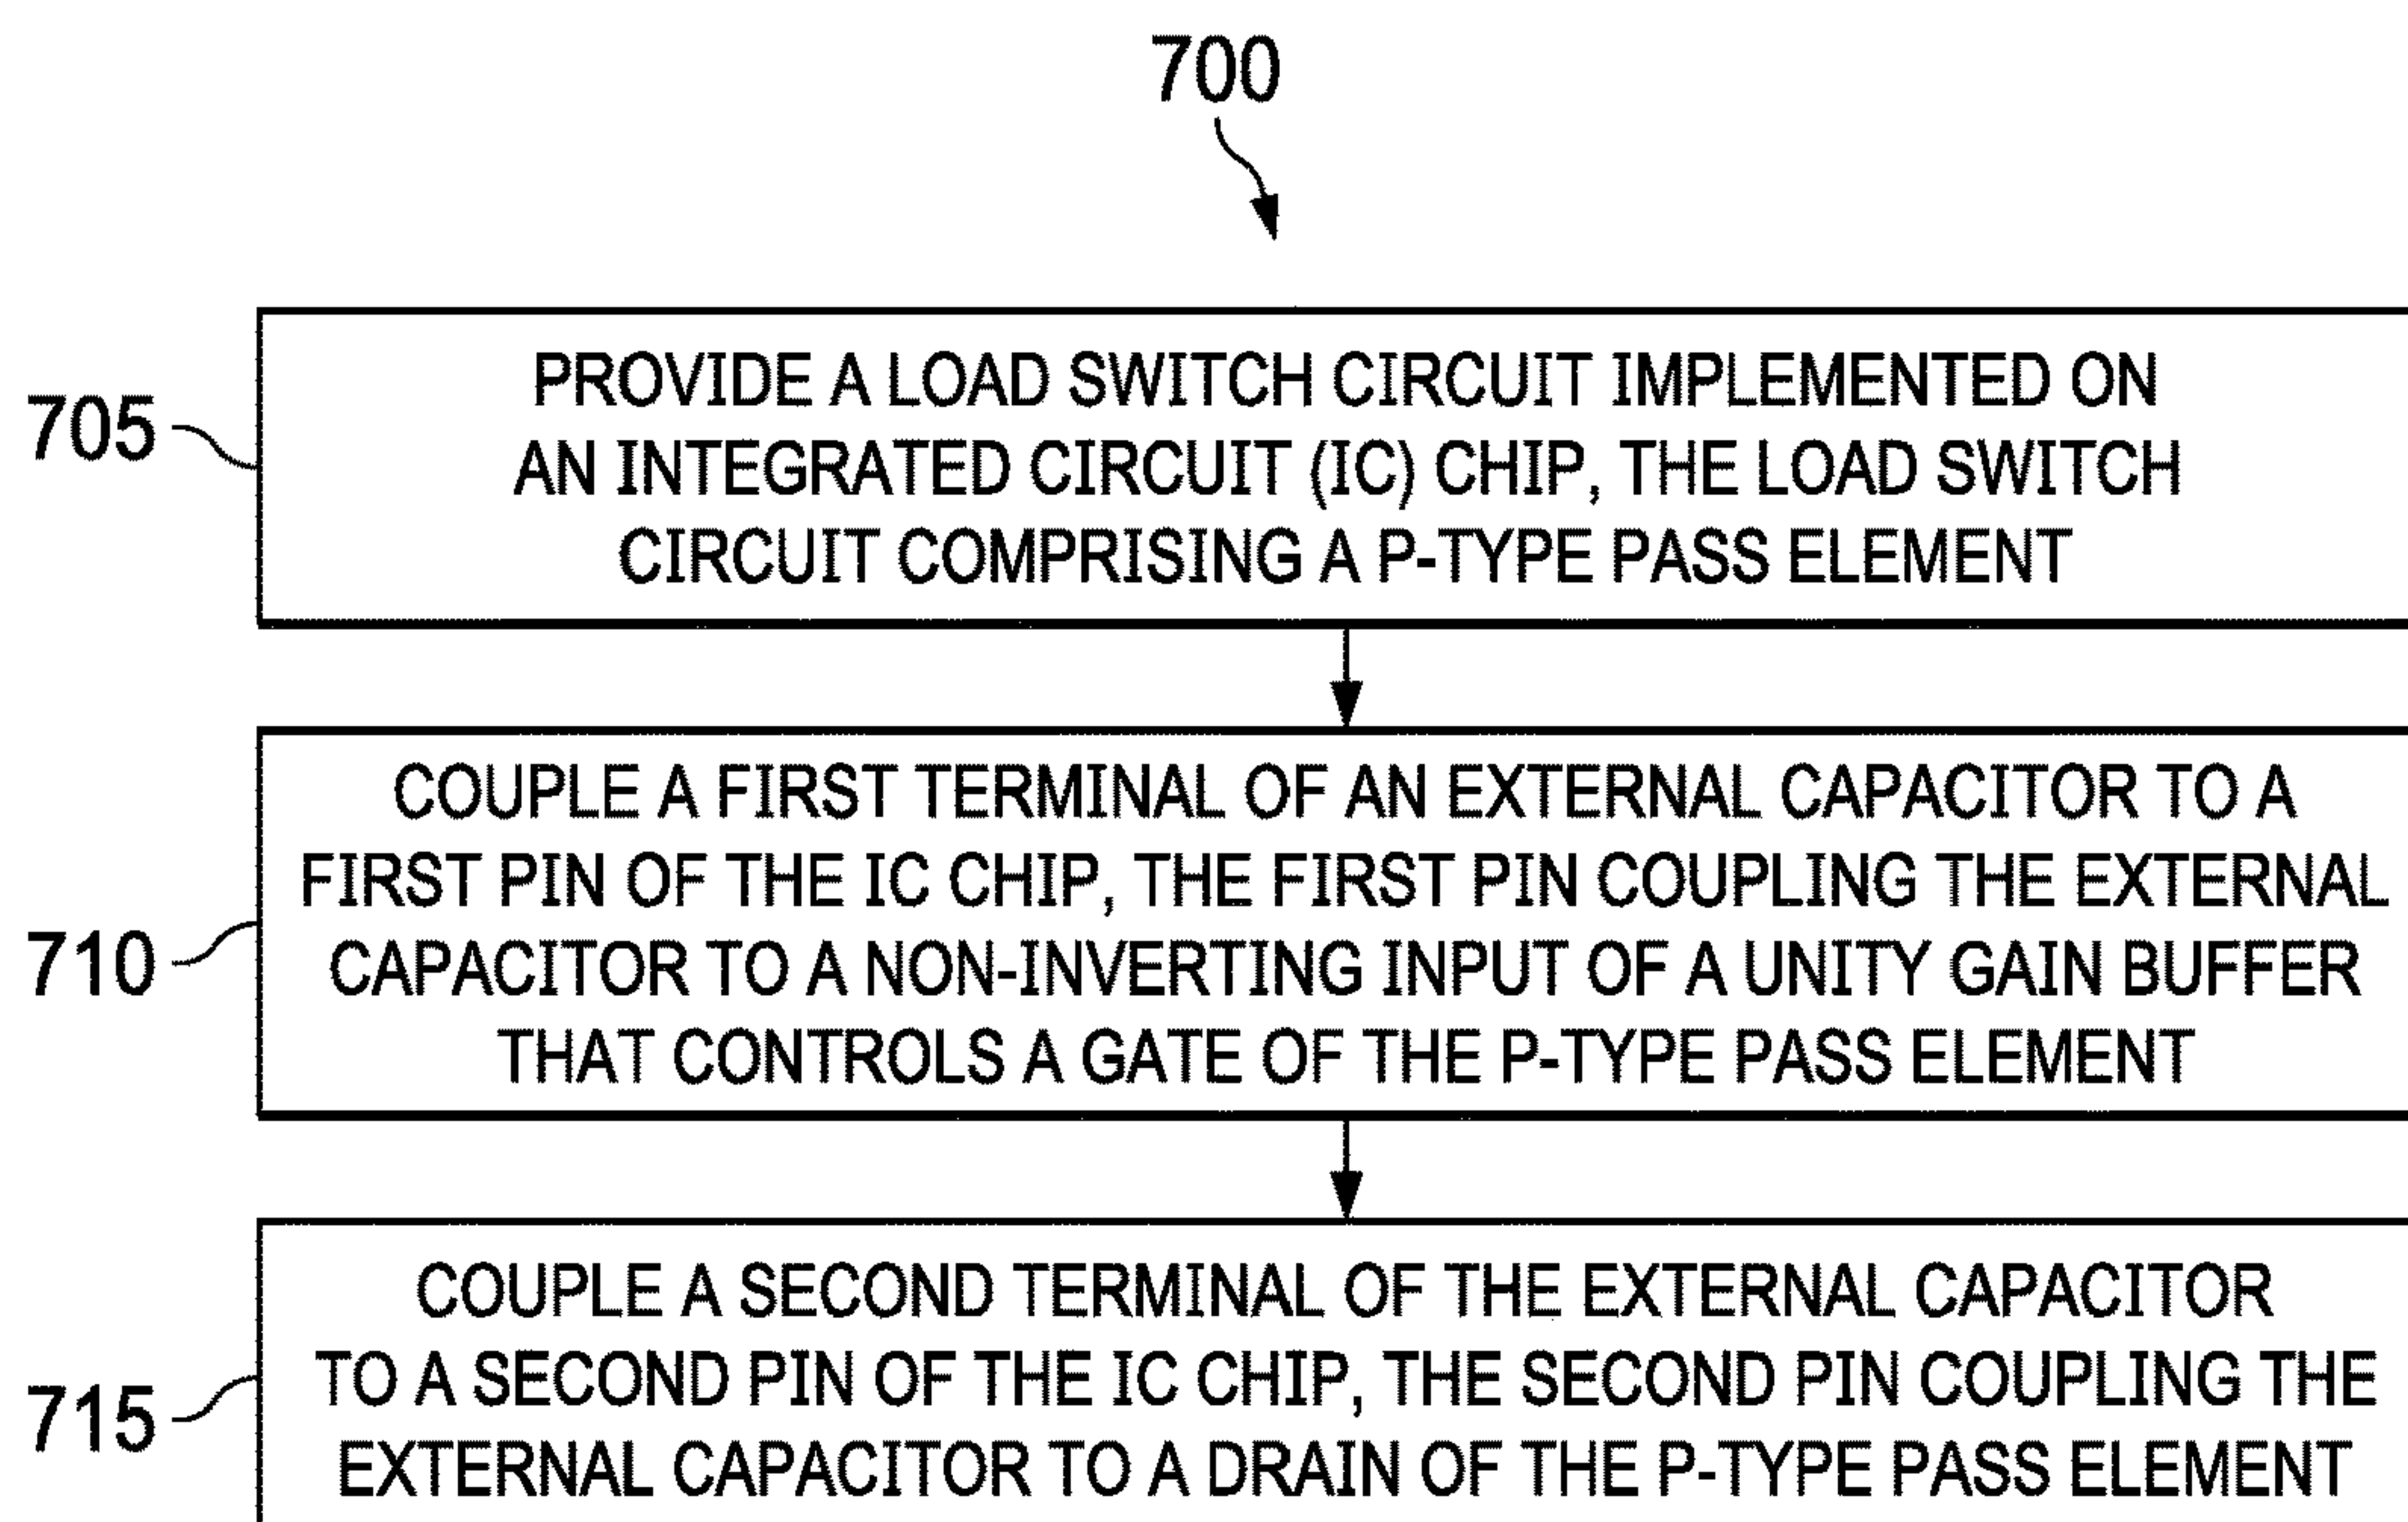 700
705
PROVIDE A LOAD SWITCH CIRCUIT IMPLEMENTED ON
AN INTEGRATED CIRCUIT (IC) CHIP, THE LOAD SWITCH
CIRCUIT COMPRISING A P-TYPE PASS ELEMENT
710
COUPLE A FIRST TERMINAL OF AN EXTERNAL CAPACITOR TO A
FIRST PIN OF THE IC CHIP, THE FIRST PIN COUPLING THE EXTERNAL
CAPACITOR TO A NON-INVERTING INPUT OF A UNITY GAIN BUFFER
THAT CONTROLS A GATE OF THE P-TYPE PASS ELEMENT
715
COUPLE A SECOND TERMINAL OF THE EXTERNAL CAPACITOR
TO A SECOND PIN OF THE IC CHIP, THE SECOND PIN COUPLING THE
EXTERNAL CAPACITOR TO A DRAIN OF THE P-TYPE PASS ELEMENT